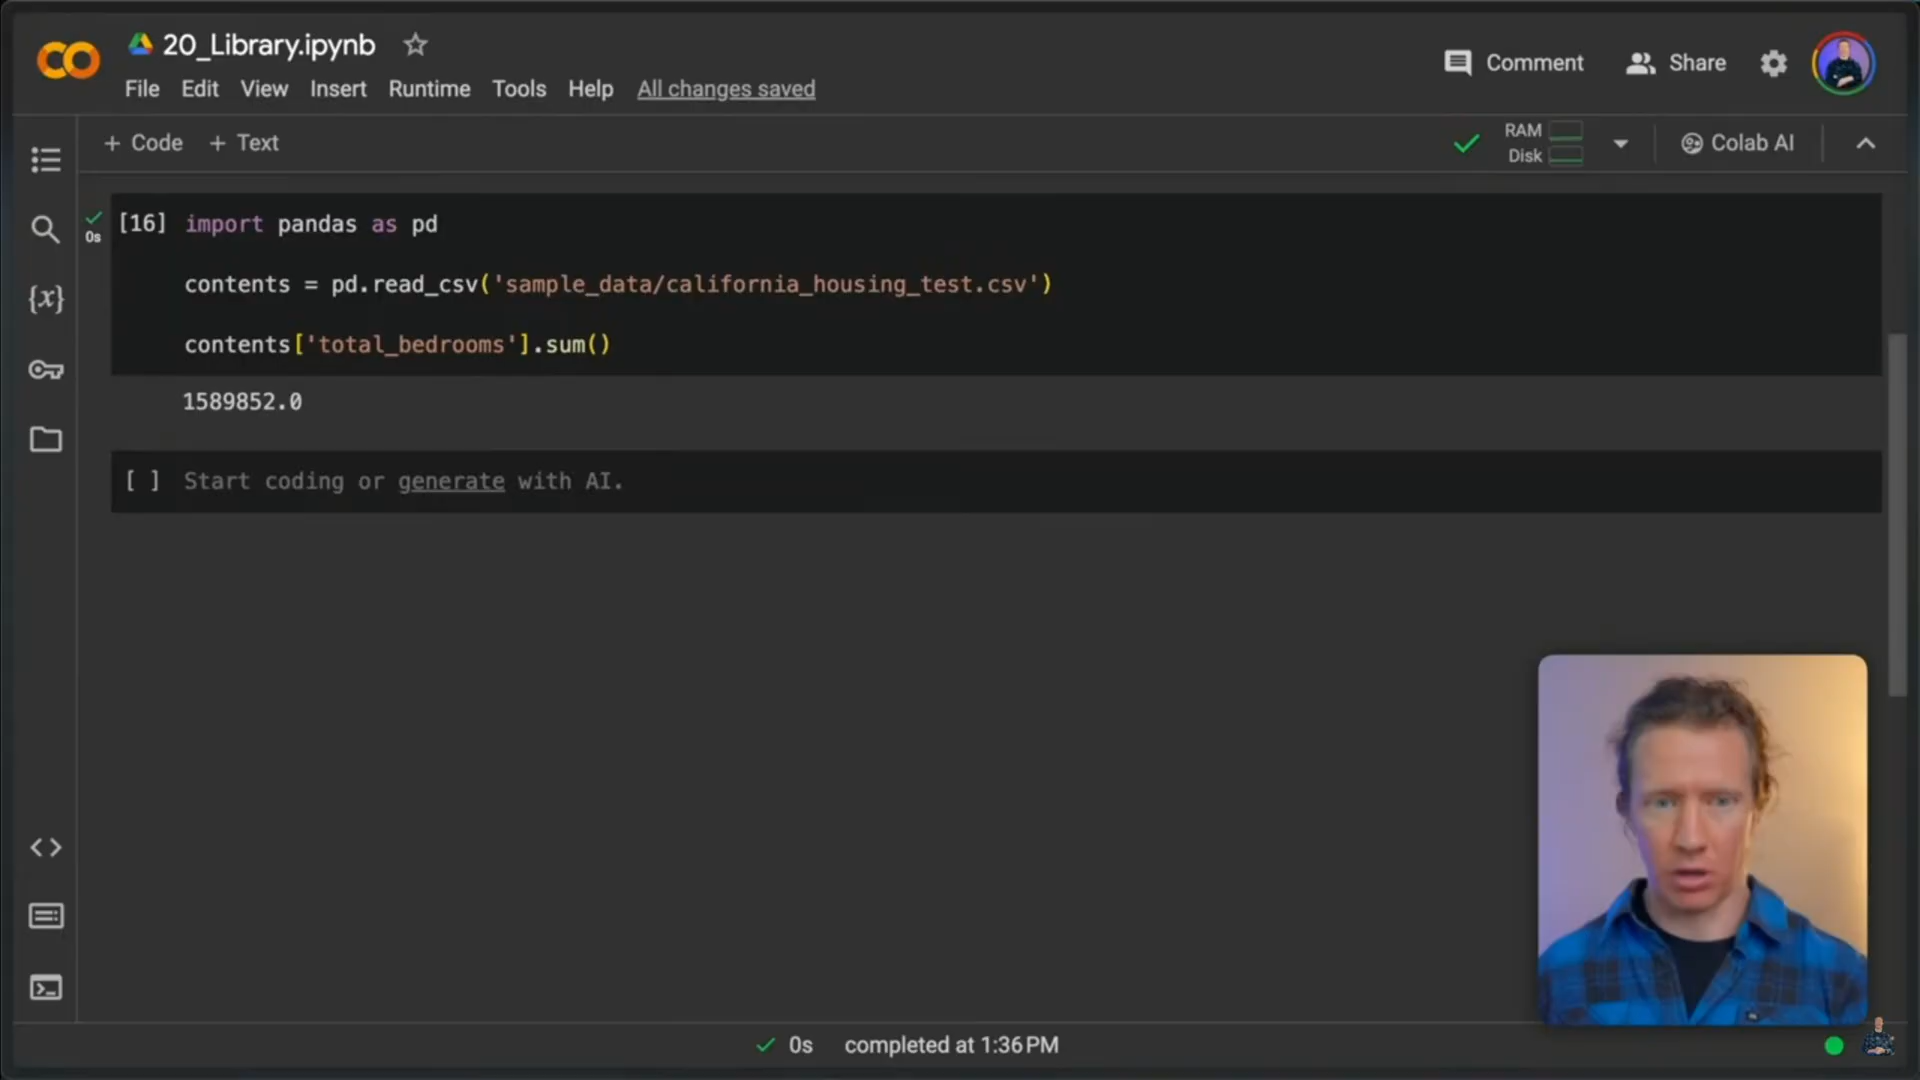 20_Library.ipynb
File Edit View Insert Runtime Tools Help All changes saved
Comment Share
+ Code + Text
RAM
Disk
Colab AI
[16] import pandas as pd
0s
contents = pd.read_csv('sample_data/california_housing_test.csv')
contents['total_bedrooms'].sum()
1589852.0
[ ] Start coding or generate with AI.
0s completed at 1:36 PM